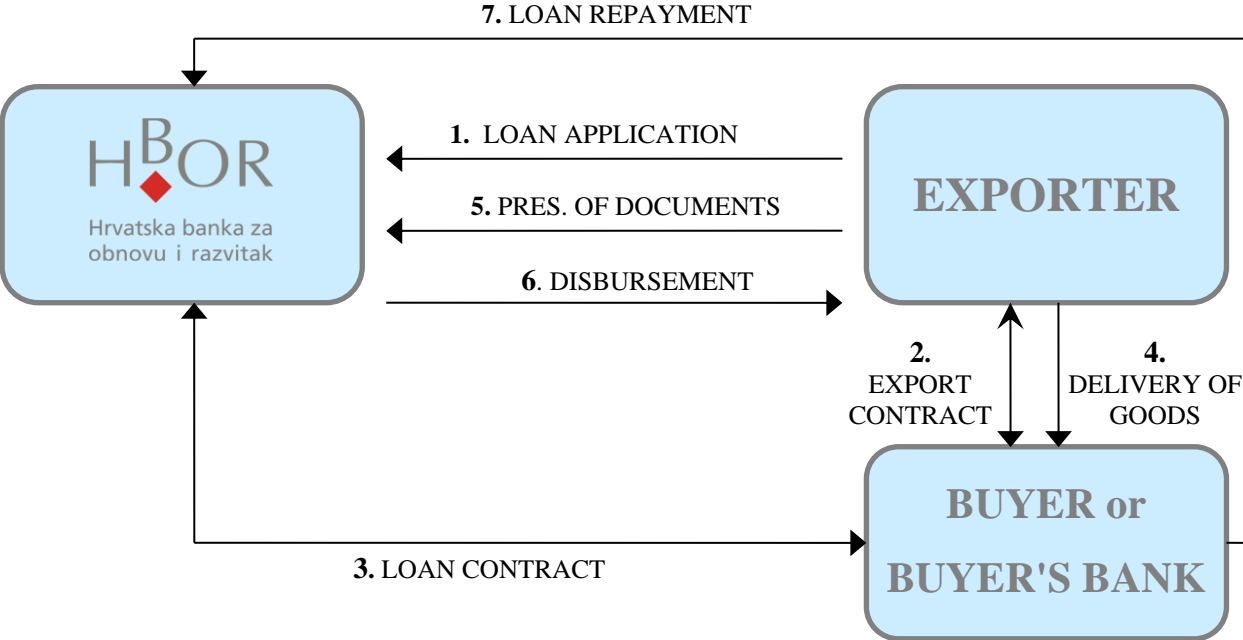 7. LOAN REPAYMENT
HBOR
Hrvatska banka za
obnovu i razvitak
1. LOAN APPLICATION
5. PRES. OF DOCUMENTS
6. DISBURSEMENT
EXPORTER
2.
EXPORT
CONTRACT
4.
DELIVERY OF
GOODS
BUYER or
BUYER'S BANK
3. LOAN CONTRACT